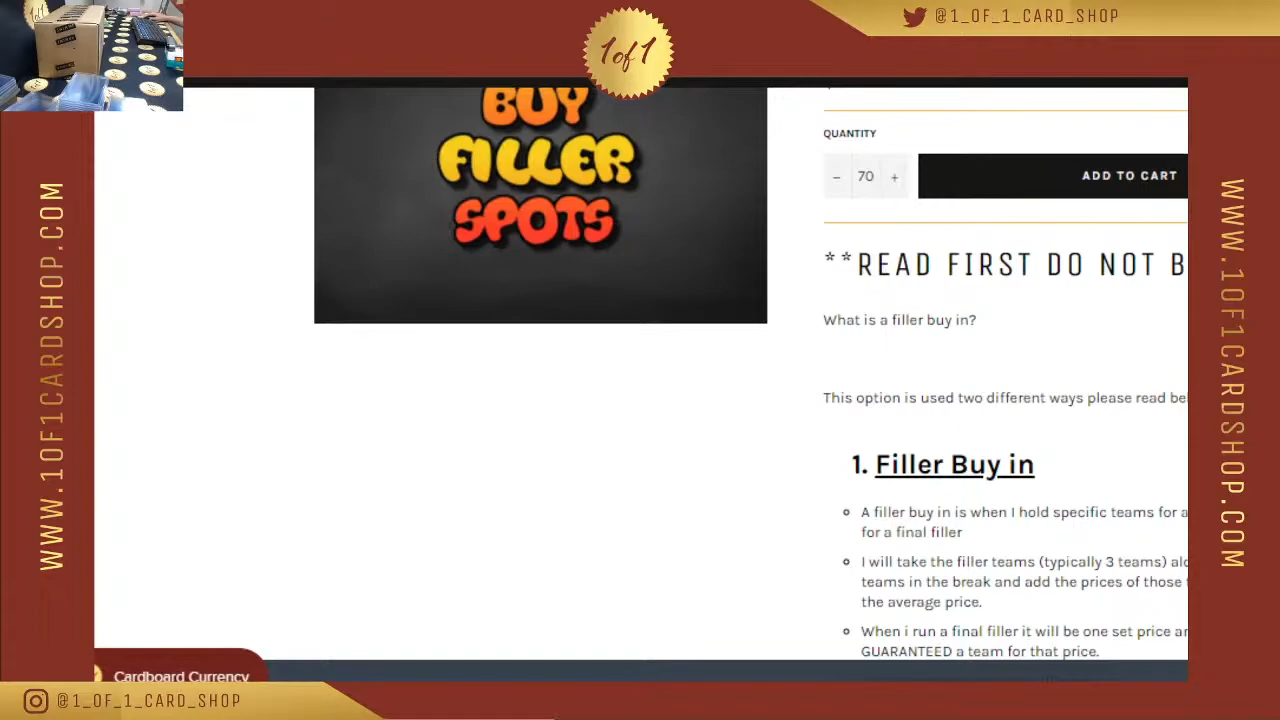 @1_OF_1_CARD_SHOP
1of1
BUY
FILLER
SPOTS
QUANTITY
− 70 +
ADD TO CART
**READ FIRST DO NOT B
What is a filler buy in?
This option is used two different ways please read be
1. Filler Buy in
A filler buy in is when I hold specific teams for a
for a final filler
I will take the filler teams (typically 3 teams) alo
teams in the break and add the prices of those
the average price.
When i run a final filler it will be one set price a
GUARANTEED a team for that price.
Cardboard Currency
@1_OF_1_CARD_SHOP
WWW.1OF1CARDSHOP.COM
WWW.1OF1CARDSHOP.COM